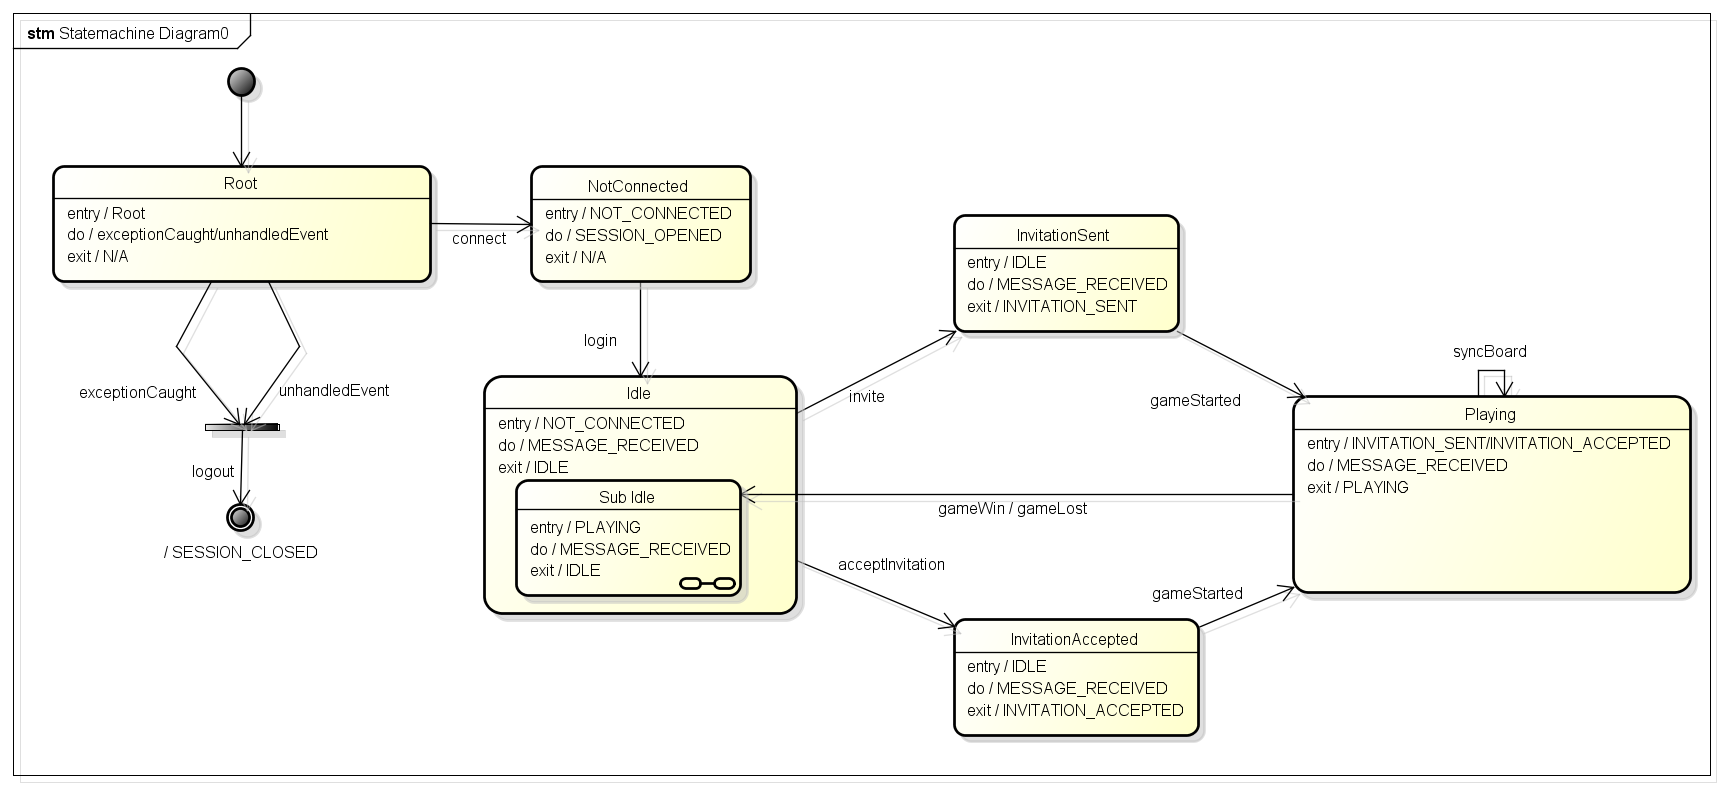 stm Statemachine Diagram0
Root
entry / Root
do / exceptionCaught/unhandledEvent
exit / N/A
connect
NotConnected
entry / NOT_CONNECTED
do / SESSION_OPENED
exit / N/A
exceptionCaught
unhandledEvent
logout
/ SESSION_CLOSED
login
Idle
entry / NOT_CONNECTED
do / MESSAGE_RECEIVED
exit / IDLE
Sub Idle
entry / PLAYING
do / MESSAGE_RECEIVED
exit / IDLE
invite
InvitationSent
entry / IDLE
do / MESSAGE_RECEIVED
exit / INVITATION_SENT
gameStarted
syncBoard
Playing
entry / INVITATION_SENT/INVITATION_ACCEPTED
do / MESSAGE_RECEIVED
exit / PLAYING
gameWin / gameLost
acceptInvitation
gameStarted
InvitationAccepted
entry / IDLE
do / MESSAGE_RECEIVED
exit / INVITATION_ACCEPTED